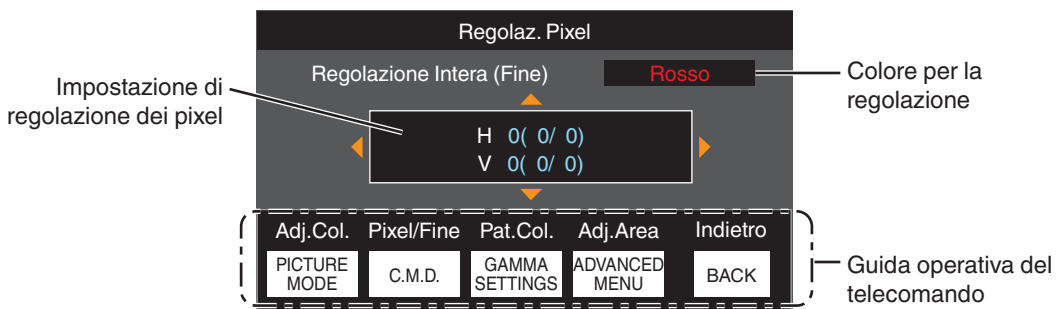 Regolaz. Pixel
Regolazione Intera (Fine) Rosso
Impostazione di
regolazione dei pixel
Colore per la
regolazione
H 0( 0/ 0)
V 0( 0/ 0)
Adj.Col. Pixel/Fine Pat.Col. Adj.Area Indietro
PICTURE
MODE
C.M.D.
GAMMA
SETTINGS
ADVANCED
MENU
BACK
Guida operativa del
telecomando